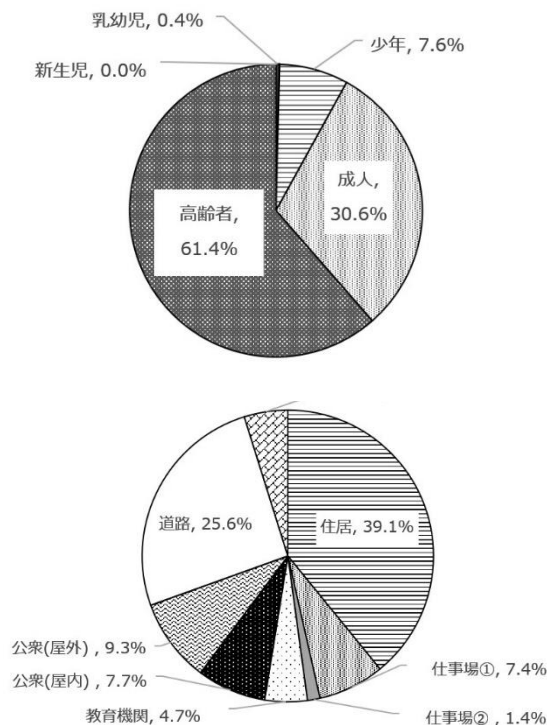 乳幼児, 0.4%
少年, 7.6%
新生児, 0.0%
成人,
30.6%
高齢者,
61.4%
道路, 25.6%
住居, 39.1%
公衆(屋外) , 9.3%
仕事場①, 7.4%
公衆(屋内) , 7.7%
教育機関, 4.7%
仕事場② , 1.4%